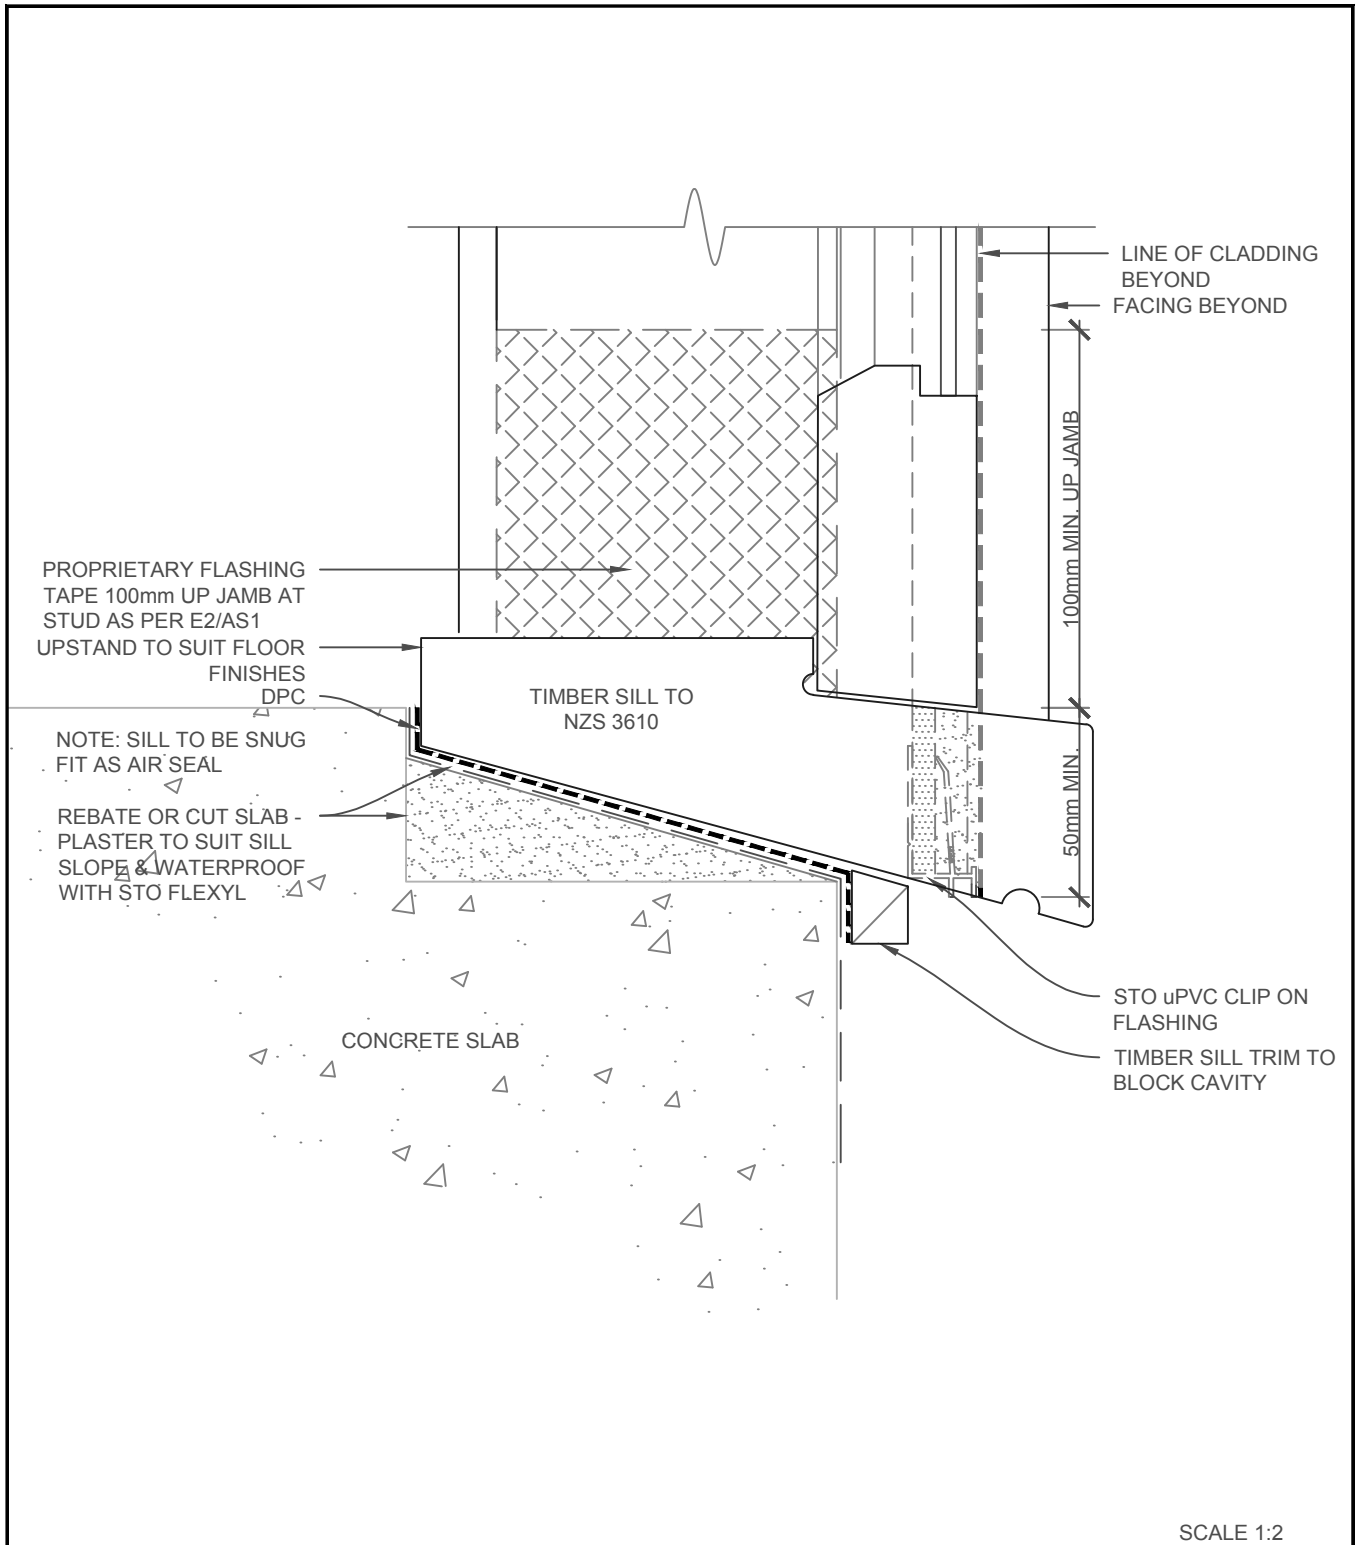 LINE OF CLADDING
BEYOND
FACING BEYOND
100mm MIN. UP JAMB
PROPRIETARY FLASHING
TAPE 100mm UP JAMB AT
STUD AS PER E2/AS1
UPSTAND TO SUIT FLOOR
FINISHES
DPC
TIMBER SILL TO
NZS 3610
NOTE: SILL TO BE SNUG
FIT AS AIR SEAL
50mm MIN.
REBATE OR CUT SLAB -
PLASTER TO SUIT SILL
SLOPE & WATERPROOF
WITH STO FLEXYL
STO uPVC CLIP ON
FLASHING
CONCRETE SLAB
TIMBER SILL TRIM TO
BLOCK CAVITY
SCALE 1:2